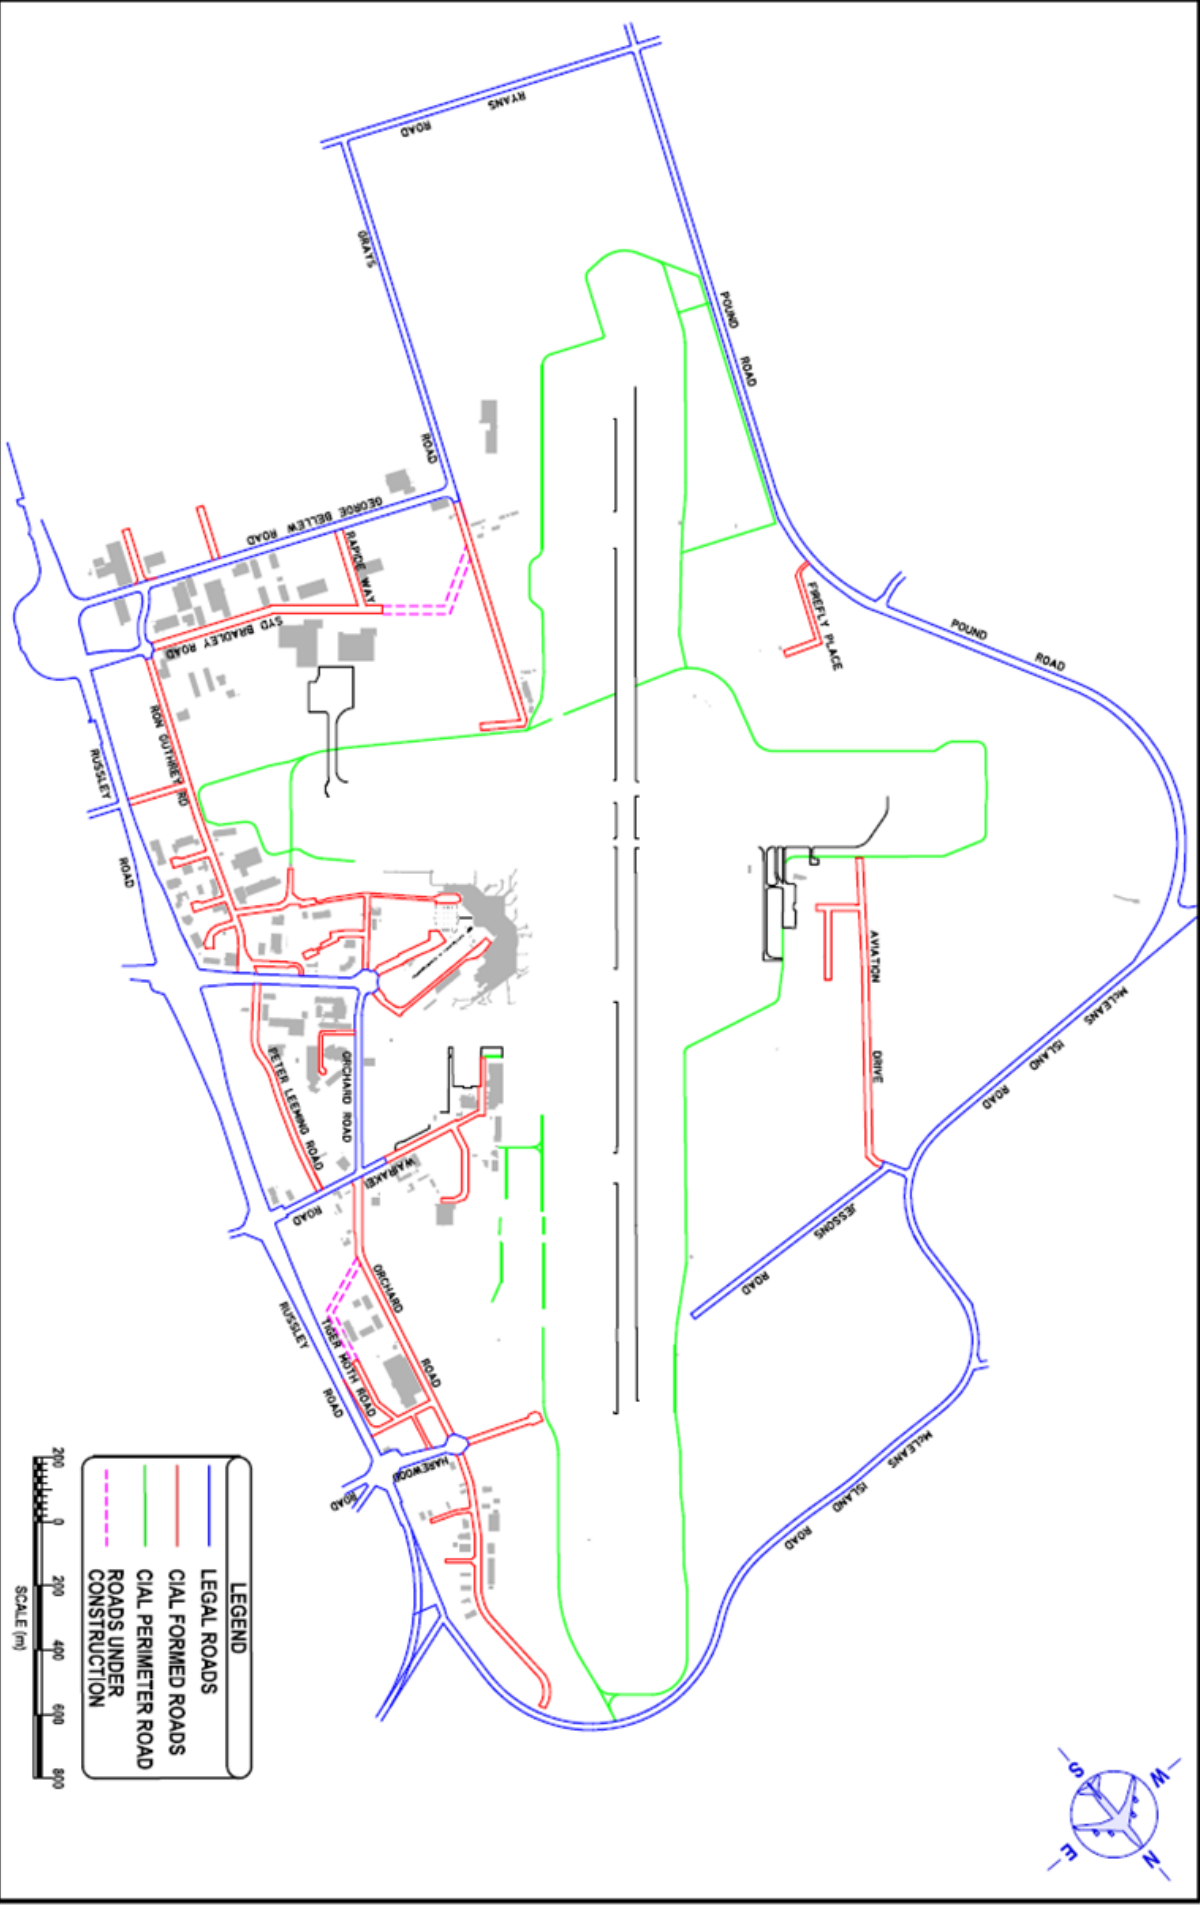 RYANS
ROAD
GRAYS
ROAD
POUND
ROAD
GEORGE BELLEW ROAD
RAPIDE WAY
SYD BRADLEY ROAD
FIREFLY PLACE
POUND
ROAD
RON GUTHREY RD
RUSSLEY
ROAD
AVIATION
DRIVE
McLEANS
ISLAND
ROAD
PETER LEEMING ROAD
ORCHARD ROAD
WAIRAKEI
ROAD
JESSONS
ROAD
ORCHARD
ROAD
TIGER MOTH ROAD
RUSSLEY
ROAD
HAREWOOD
ROAD
McLEANS
ISLAND
ROAD
LEGEND
LEGAL ROADS
CIAL FORMED ROADS
CIAL PERIMETER ROAD
ROADS UNDER
CONSTRUCTION
200 0 200 400 600 800
SCALE (m)
N
E
S
W